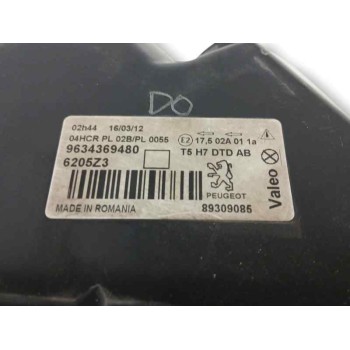 DO
02h44 16/03/12
04HCR PL 02B/PL 0055
9634369480
6205Z3
MADE IN ROMANIA
E2 17,5 02A 01 1a
T5 H7 DTD AB
PEUGEOT
89309085
Valeo